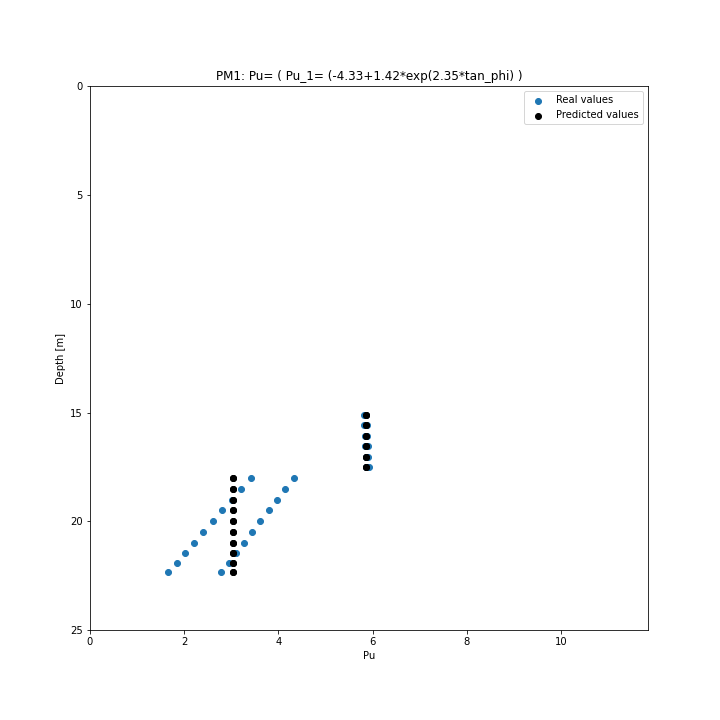 PM1: Pu= ( Pu_1= (-4.33+1.42*exp(2.35*tan_phi) )
Real values
Predicted values
0
5
10
15
20
25
Depth [m]
0 2 4 6 8 10
Pu